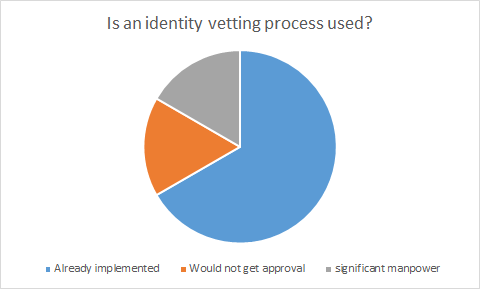 Is an identity vetting process used?
Already implemented Would not get approval significant manpower